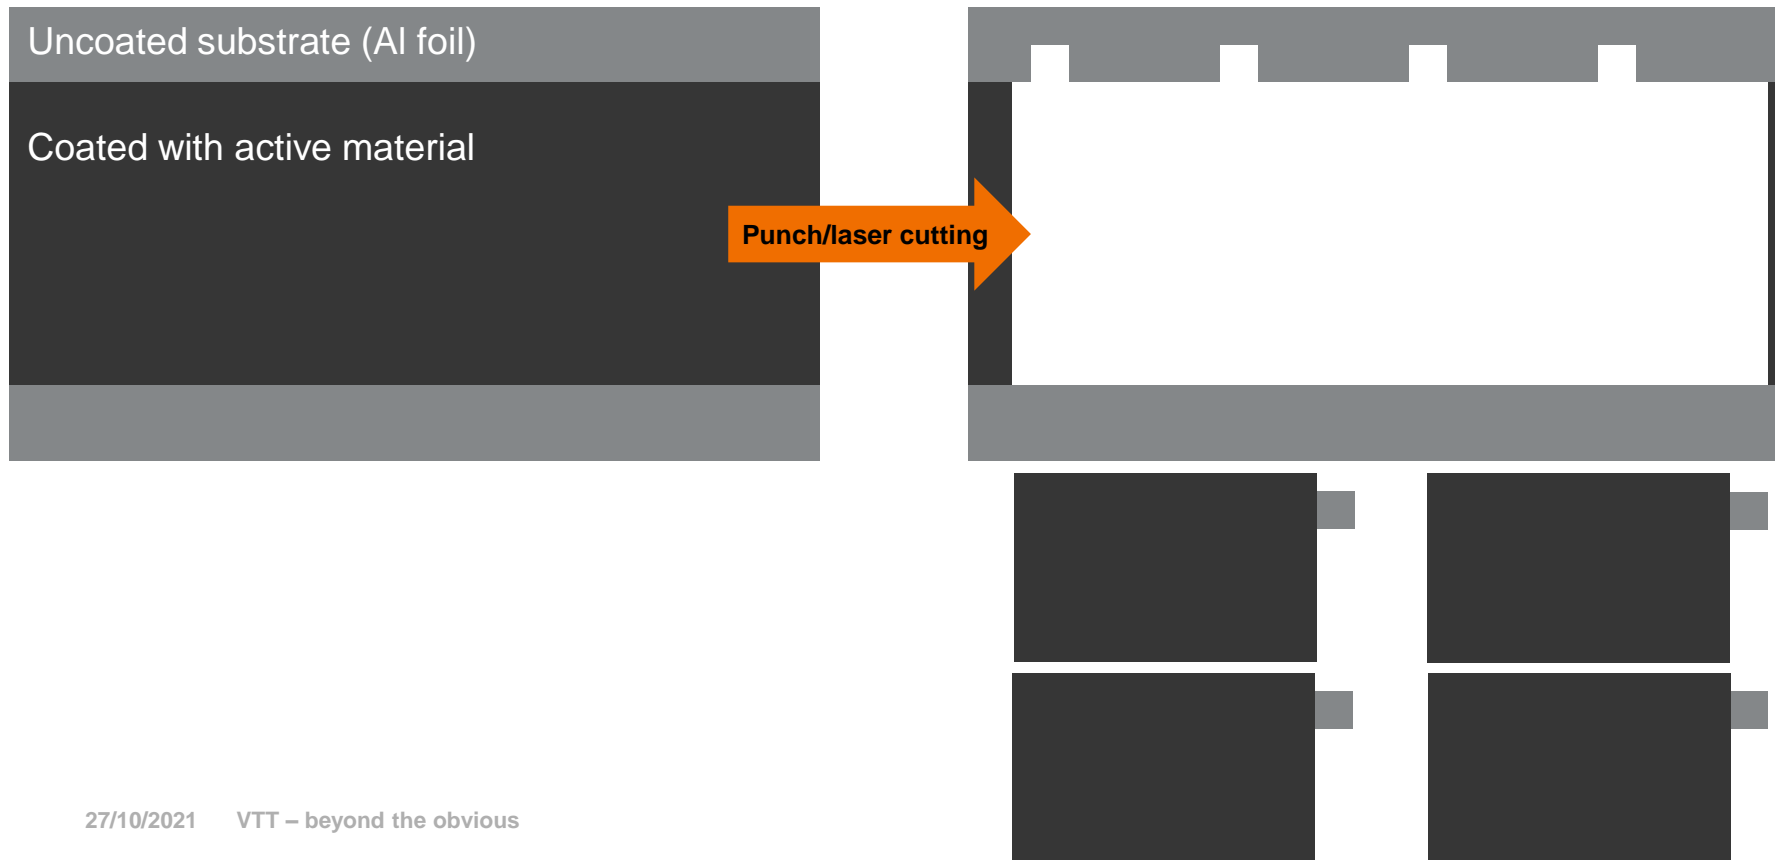 Uncoated substrate (Al foil)
Coated with active material
Punch/laser cutting
27/10/2021 VTT – beyond the obvious